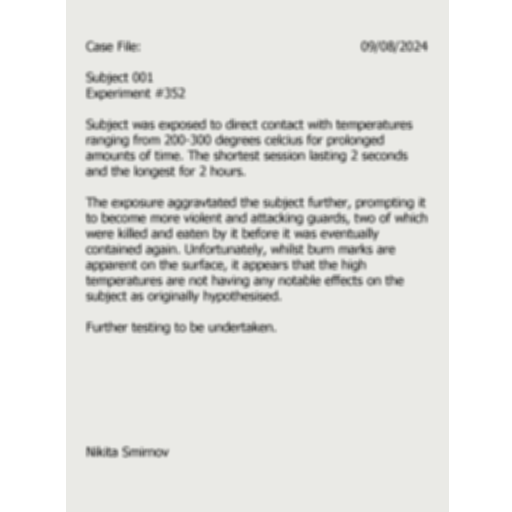 Case File: 09/08/2024
Subject 001
Experiment #352
Subject was exposed to direct contact with temperatures
ranging from 200-300 degrees celcius for prolonged
amounts of time. The shortest session lasting 2 seconds
and the longest for 2 hours.
The exposure aggravtated the subject further, prompting it
to become more violent and attacking guards, two of which
were killed and eaten by it before it was eventually
contained again. Unfortunately, whilst burn marks are
apparent on the surface, it appears that the high
temperatures are not having any notable effects on the
subject as originally hypothesised.
Further testing to be undertaken.
Nikita Smirnov